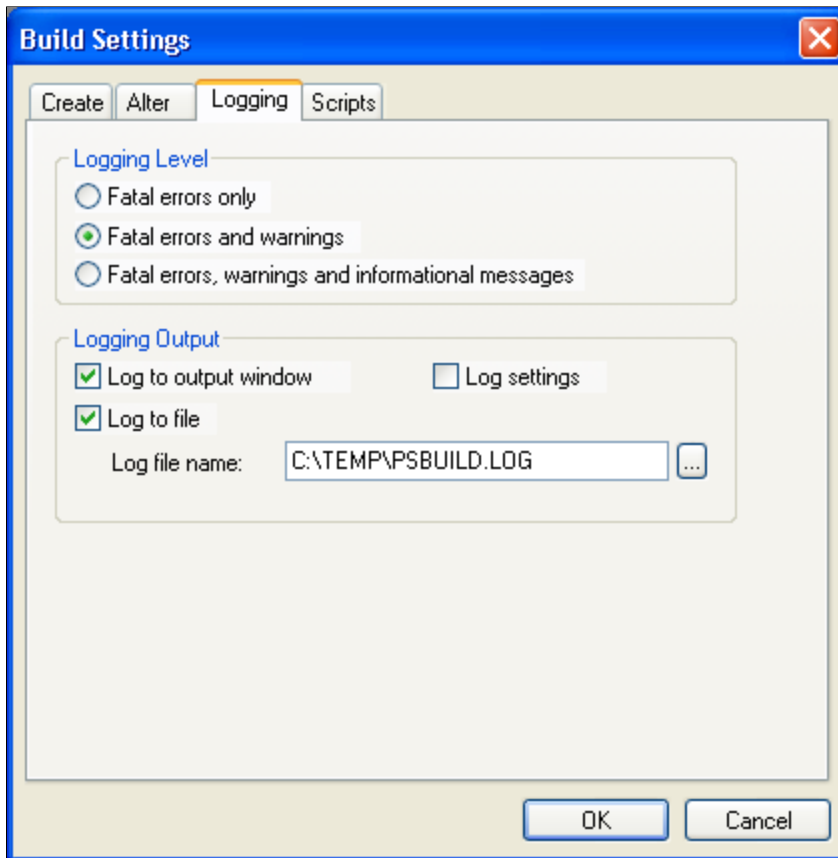 Build Settings
Create Alter Logging Scripts
Logging Level
Fatal errors only
Fatal errors and warnings
Fatal errors, warnings and informational messages
Logging Output
Log to output window Log settings
Log to file
Log file name: C:\TEMP\PSBUILD.LOG ...
OK Cancel